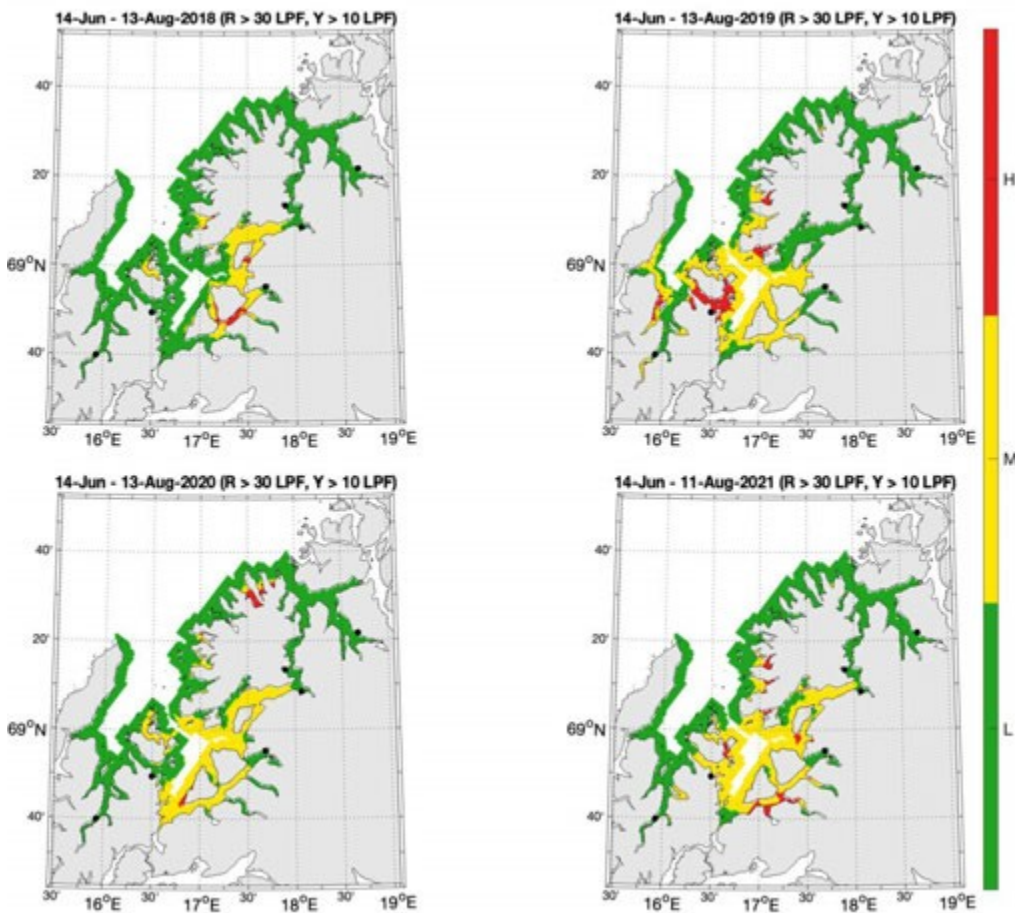 14-Jun - 13-Aug-2018 (R > 30 LPF, Y > 10 LPF)
40'
30'
20'
10'
69°N
50'
40'
30'
30' 16°E 30' 17°E 18°E 30' 19°E
14-Jun - 13-Aug-2019 (R > 30 LPF, Y > 10 LPF)
40'
30'
20'
10'
69°N
50'
40'
30'
30' 16°E 30' 17°E 18°E 30' 19°E
14-Jun - 13-Aug-2020 (R > 30 LPF, Y > 10 LPF)
40'
20'
69°N
40'
30' 16°E 30' 17°E 18°E 30' 19°E
14-Jun - 11-Aug-2021 (R > 30 LPF, Y > 10 LPF)
40'
20'
69°N
40'
30' 16°E 30' 17°E 18°E 30' 19°E
H
M
L